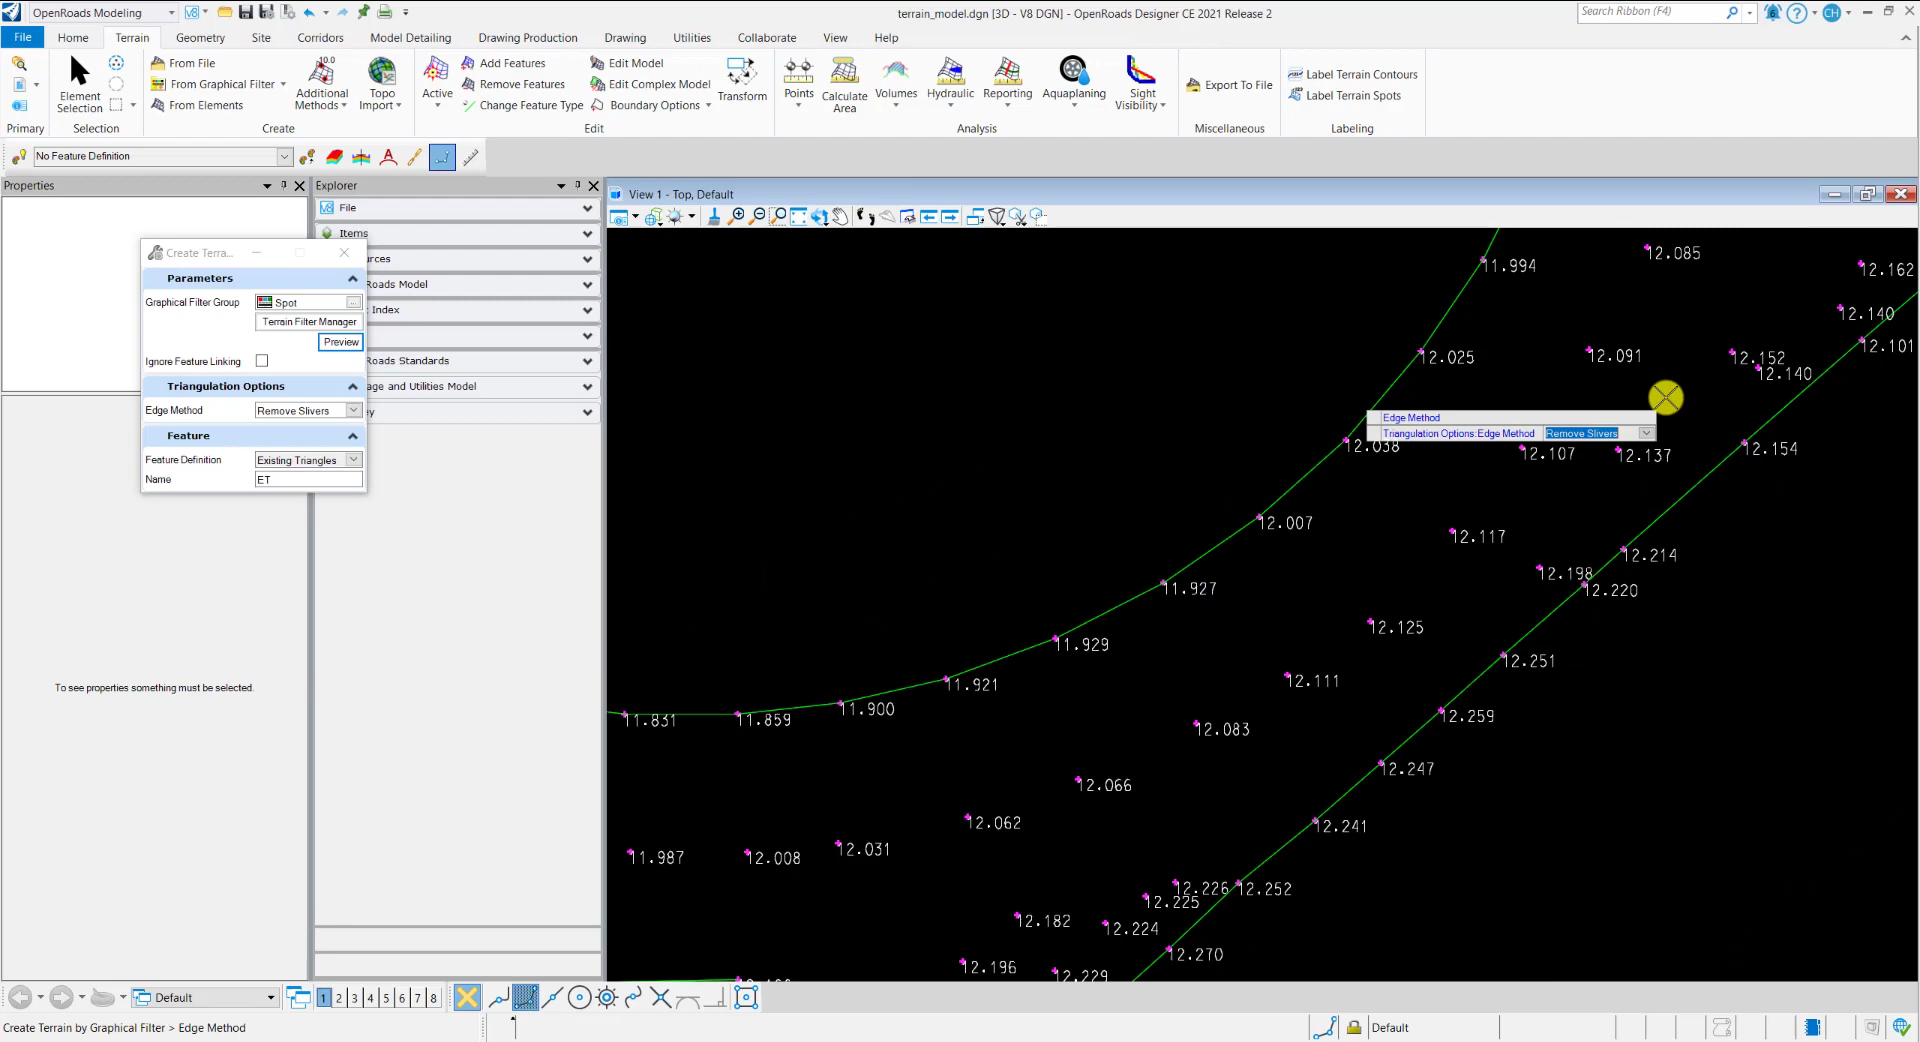 OpenRoads Modeling
terrain_model.dgn [3D - V8 DGN] - OpenRoads Designer CE 2021 Release 2
Search Ribbon (F4)
CH
File Home Terrain Geometry Site Corridors Model Detailing Drawing Production Drawing Utilities Collaborate View Help
Element Selection
From File
From Graphical Filter
From Elements
Additional Methods
Topo Import
Active
Add Features
Remove Features
Change Feature Type
Edit Model
Edit Complex Model
Boundary Options
Transform
Points
Calculate Area
Volumes
Hydraulic
Reporting
Aquaplaning
Sight Visibility
Export To File
Label Terrain Contours
Label Terrain Spots
Primary Selection Create Edit Analysis Miscellaneous Labeling
No Feature Definition
Properties
Explorer
View 1 - Top, Default
File
Items
urces
Roads Model
Index
Roads Standards
age and Utilities Model
ey
Create Terra...
Parameters
Graphical Filter Group Spot ...
Terrain Filter Manager
Preview
Ignore Feature Linking
Triangulation Options
Edge Method Remove Slivers
Feature
Feature Definition Existing Triangles
Name ET
To see properties something must be selected.
11.994
12.085
12.162
12.140
12.101
12.025
12.091
12.152
12.140
Edge Method
Triangulation Options:Edge Method Remove Slivers
12.038
12.107
12.137
12.154
12.007
12.117
12.214
12.198
12.220
11.927
12.125
11.929
12.251
11.921
12.111
11.831
11.859
11.900
12.259
12.083
12.247
12.066
12.062
12.241
11.987
12.008
12.031
12.226
12.252
12.225
12.182
12.224
12.270
12.196
12.229
Default
1 2 3 4 5 6 7 8
Create Terrain by Graphical Filter > Edge Method
Default